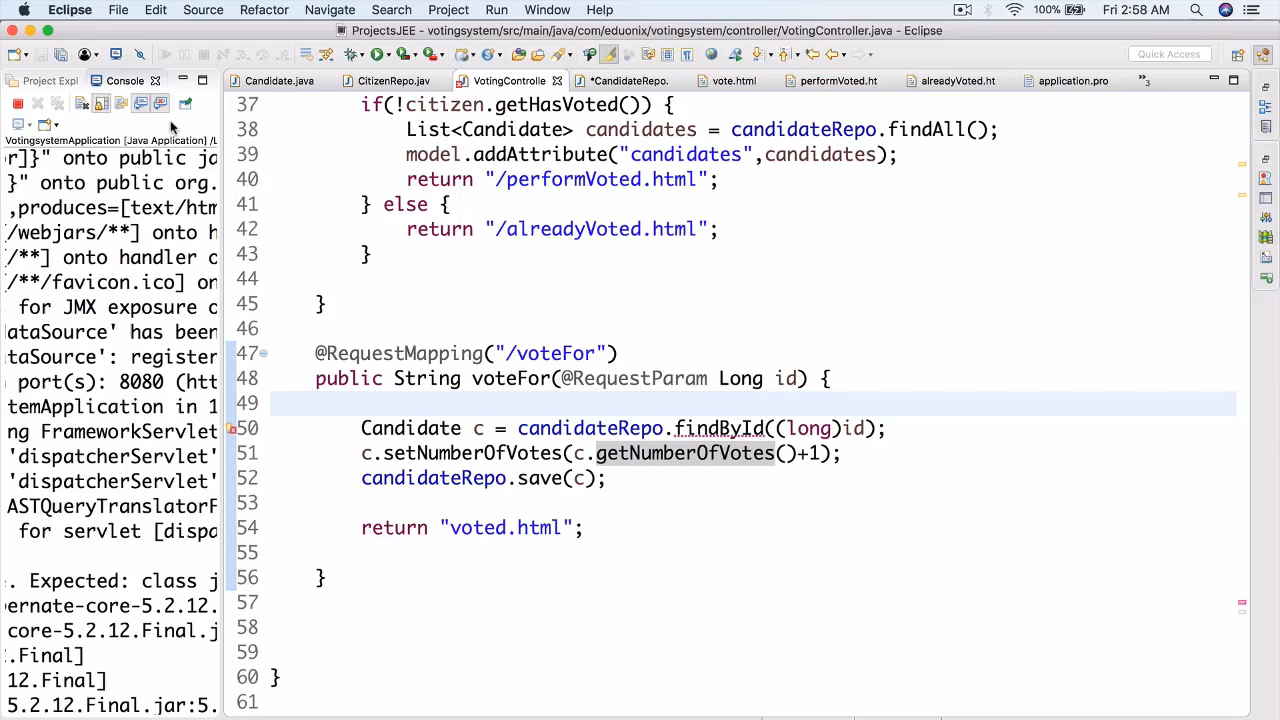 Eclipse File Edit Source Refactor Navigate Search Project Run Window Help 100% Fri 2:58 AM
ProjectsJEE - votingsystem/src/main/java/com/eduonix/votingsystem/controller/VotingController.java - Eclipse
Quick Access
Project Expl Console Candidate.java CitizenRepo.jav VotingControlle *CandidateRepo. vote.html performVoted.ht alreadyVoted.ht application.pro 3
VotingsystemApplication [Java Application] /L
or]}" onto public ja
}" onto public org.
,produces=[text/htm
/webjars/**] onto h
/**] onto handler o
/**/favicon.ico] on
for JMX exposure o
dataSource' has been
taSource': register
port(s): 8080 (htt
temApplication in 1
ng FrameworkServlet
'dispatcherServlet'
'dispatcherServlet'
ASTQueryTranslatorF
for servlet [dispa
. Expected: class j
ernate-core-5.2.12.
core-5.2.12.Final.j
2.Final]
12.Final]
5.2.12.Final.jar:5.
37 if(!citizen.getHasVoted()) {
38 List<Candidate> candidates = candidateRepo.findAll();
39 model.addAttribute("candidates",candidates);
40 return "/performVoted.html";
41 } else {
42 return "/alreadyVoted.html";
43 }
44
45 }
46
47 @RequestMapping("/voteFor")
48 public String voteFor(@RequestParam Long id) {
49
50 Candidate c = candidateRepo.findById((long)id);
51 c.setNumberOfVotes(c.getNumberOfVotes()+1);
52 candidateRepo.save(c);
53
54 return "voted.html";
55
56 }
57
58
59
60 }
61